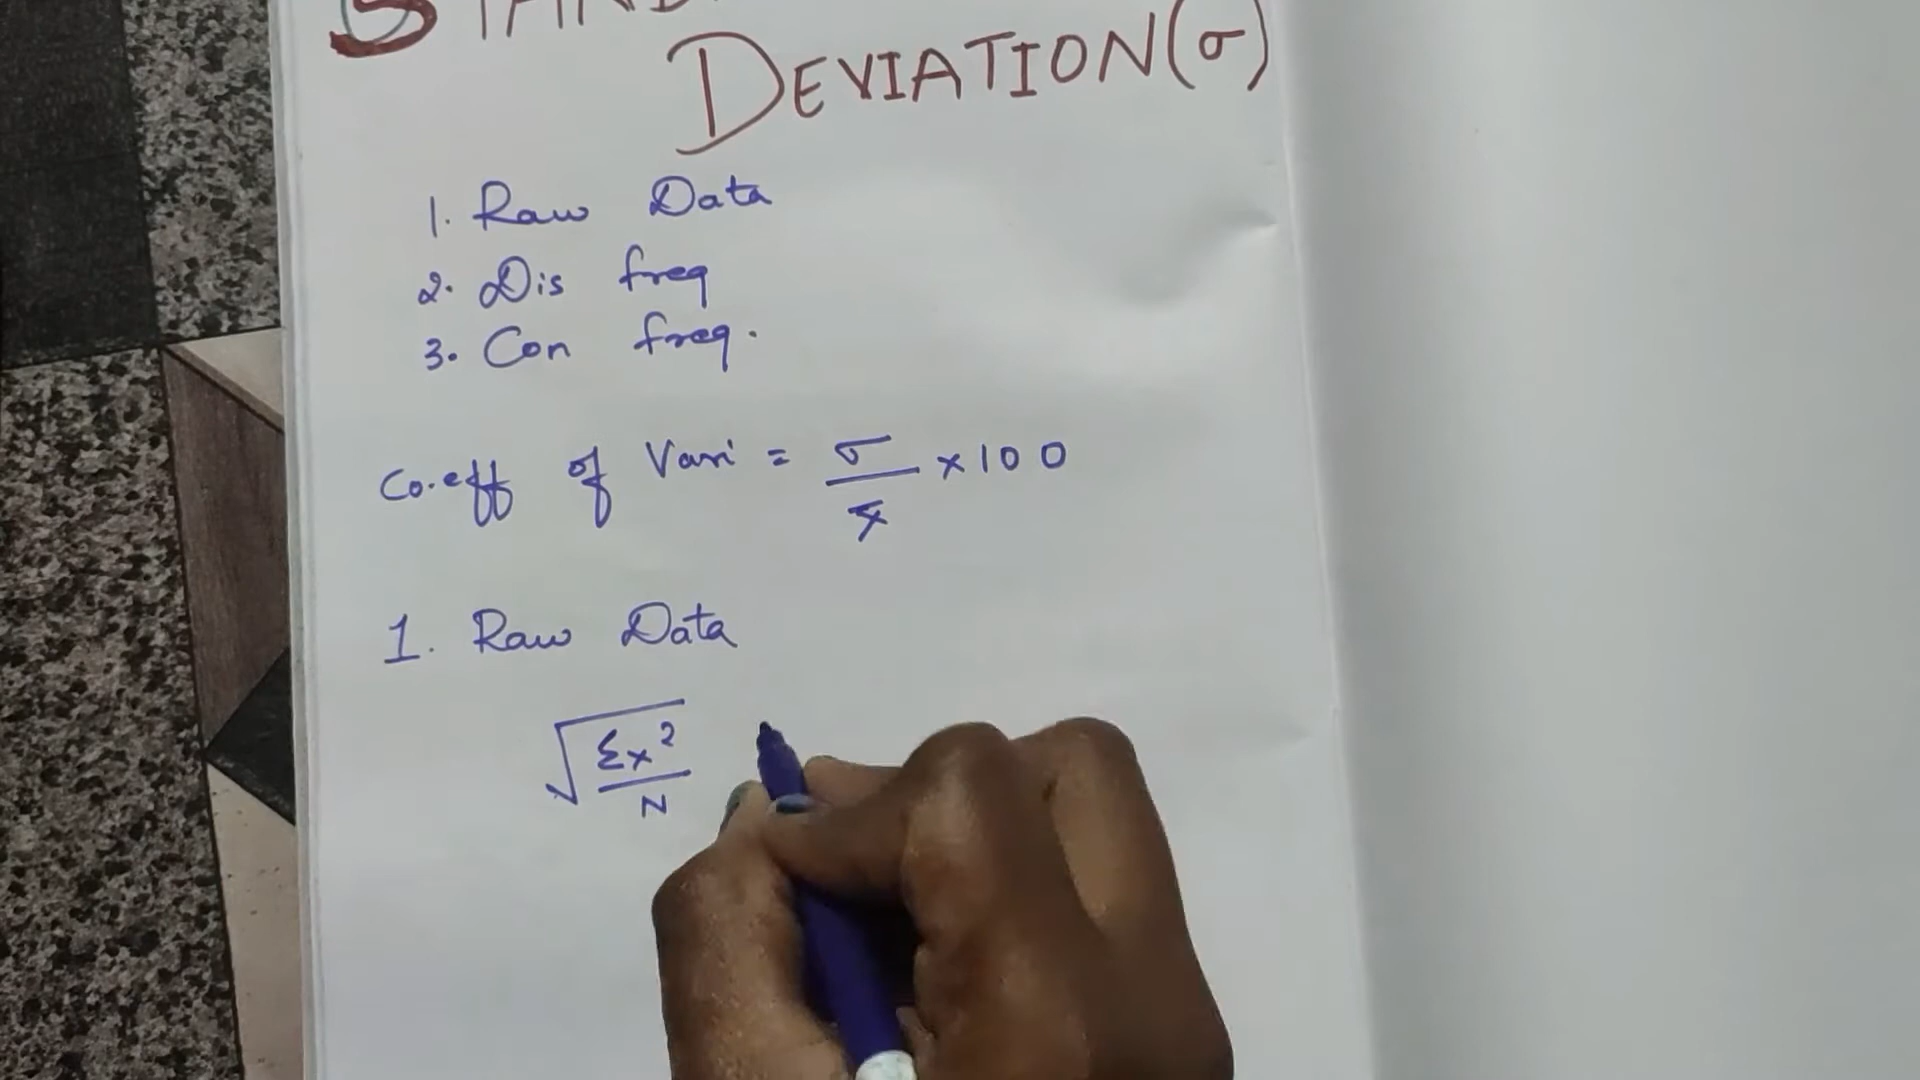 DEVIATION(σ)
1. Raw Data
2. Dis freq
3. Con freq.
Co.eff of Vari = σ/x̄ ×100
1. Raw Data
√Σx²/N